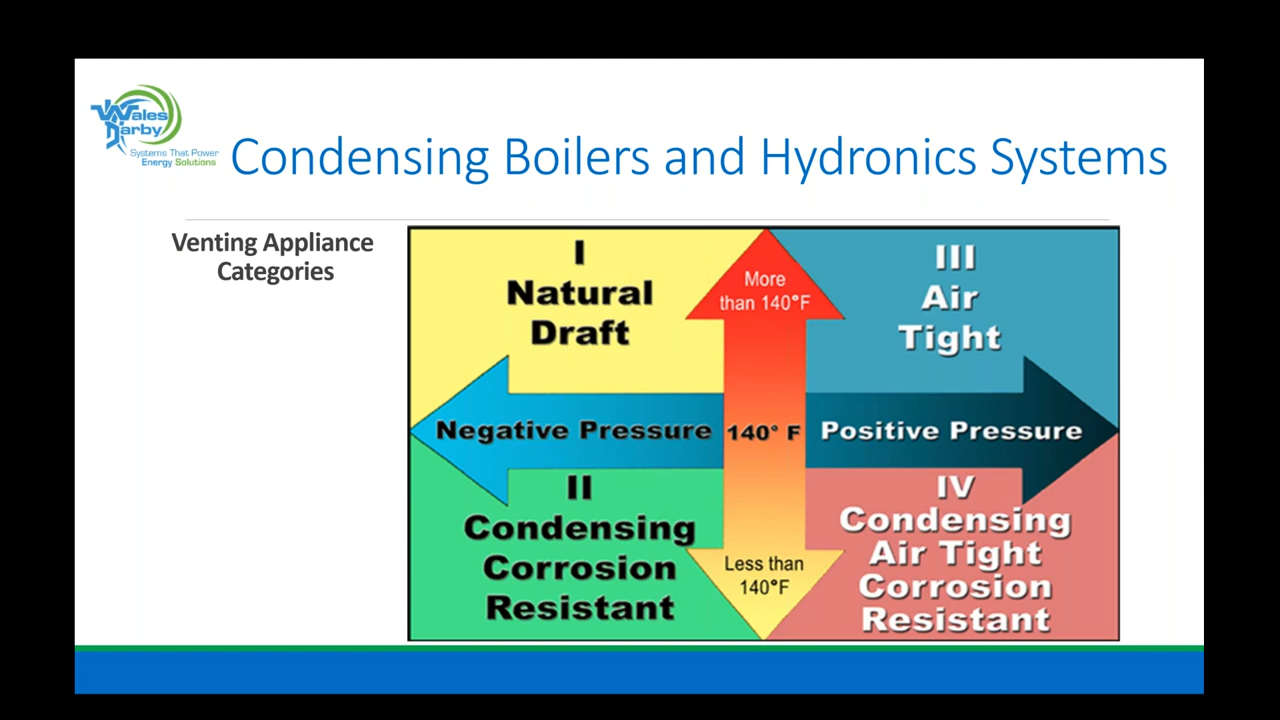 Wales
Darby
Systems That Power
Energy Solutions
Condensing Boilers and Hydronics Systems
Venting Appliance
Categories
I
Natural
Draft
More
than 140°F
III
Air
Tight
Negative Pressure
140° F
Positive Pressure
II
Condensing
Corrosion
Resistant
Less than
140°F
IV
Condensing
Air Tight
Corrosion
Resistant